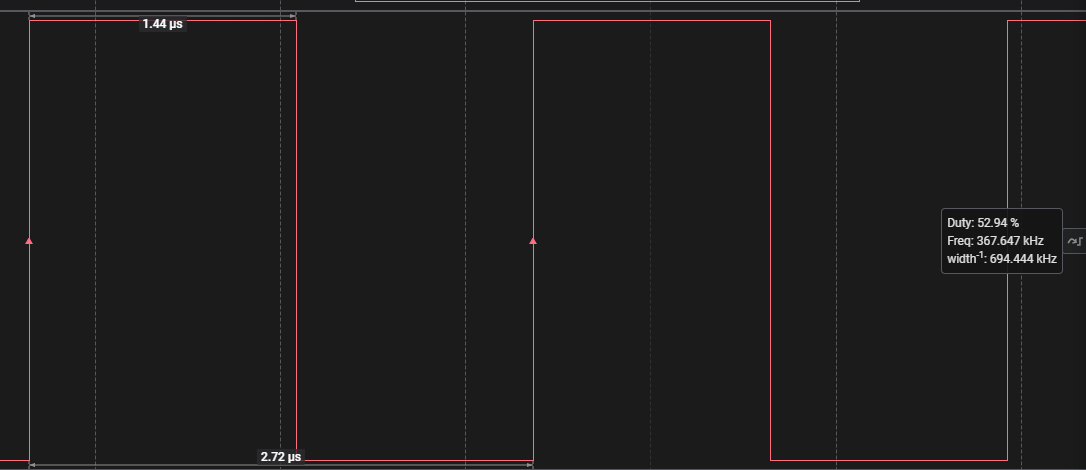 1.44 µs
Duty: 52.94 %
Freq: 367.647 kHz
width⁻¹: 694.444 kHz
2.72 µs